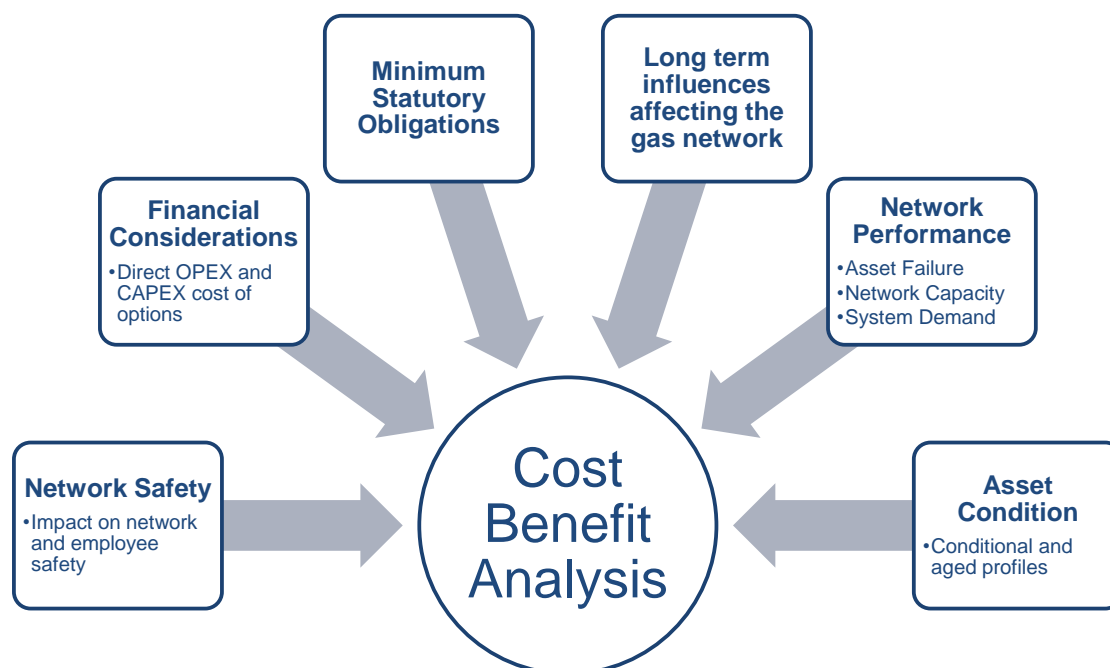 Minimum
Statutory
Obligations
Long term
influences
affecting the
gas network
Financial
Considerations
•Direct OPEX and
CAPEX cost of
options
Network
Performance
•Asset Failure
•Network Capacity
•System Demand
Network Safety
•Impact on network
and employee
safety
Cost
Benefit
Analysis
Asset
Condition
•Conditional and
aged profiles